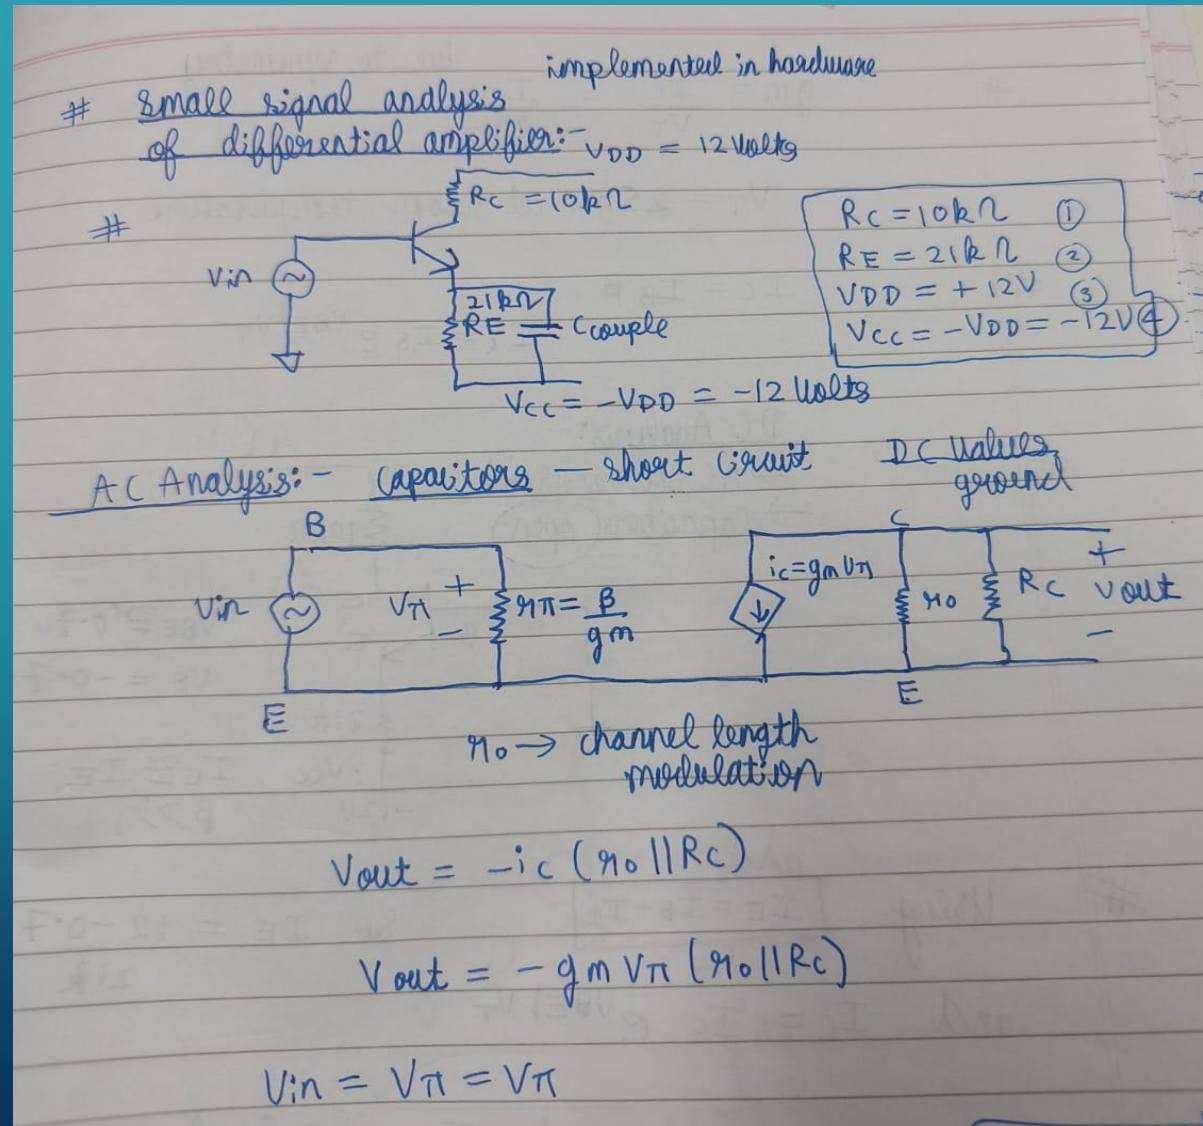 implemented in hardware
# small signal analysis
of differential amplifier:- VDD = 12 Volts
#
RC = 10kΩ
Vin
21kΩ
RE
Ccouple
VCC = -VDD = -12 Volts
RC = 10kΩ ①
RE = 21kΩ ②
VDD = +12V ③
VCC = -VDD = -12V ④
AC Analysis:- capacitors - short circuit DC Values
ground
B
C
Vin
+
Vπ
-
rπ = β/gm
ic = gmVπ
ro
RC
+
Vout
-
E
E
ro → channel length
modulation
Vout = -ic (ro || RC)
Vout = - gm Vπ (ro || RC)
Vin = Vπ = Vπ